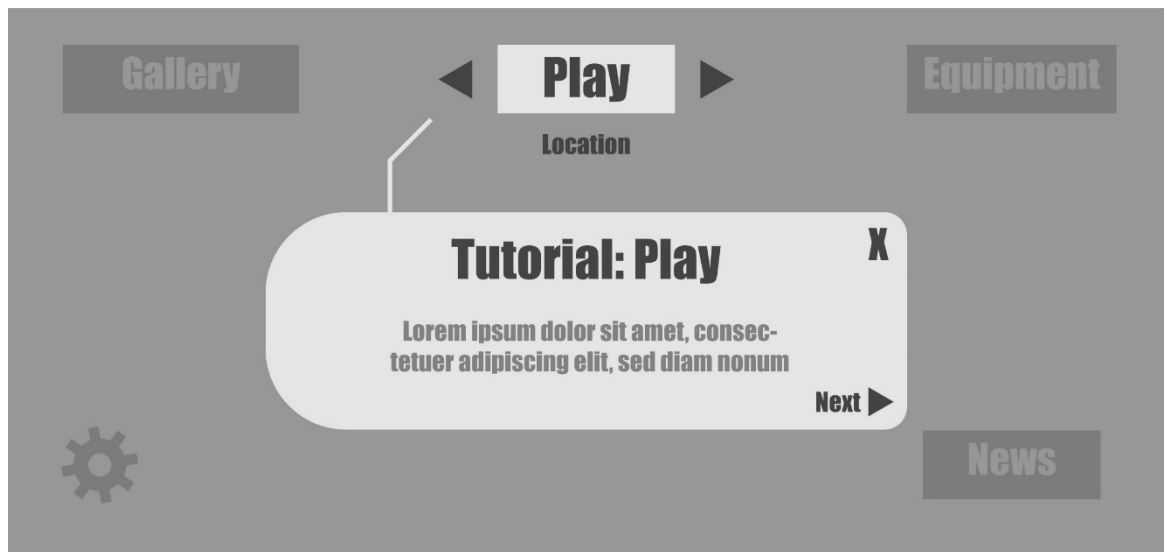 Gallery
Play
Equipment
Location
Tutorial: Play
X
Lorem ipsum dolor sit amet, consec-
tetuer adipiscing elit, sed diam nonum
Next
News